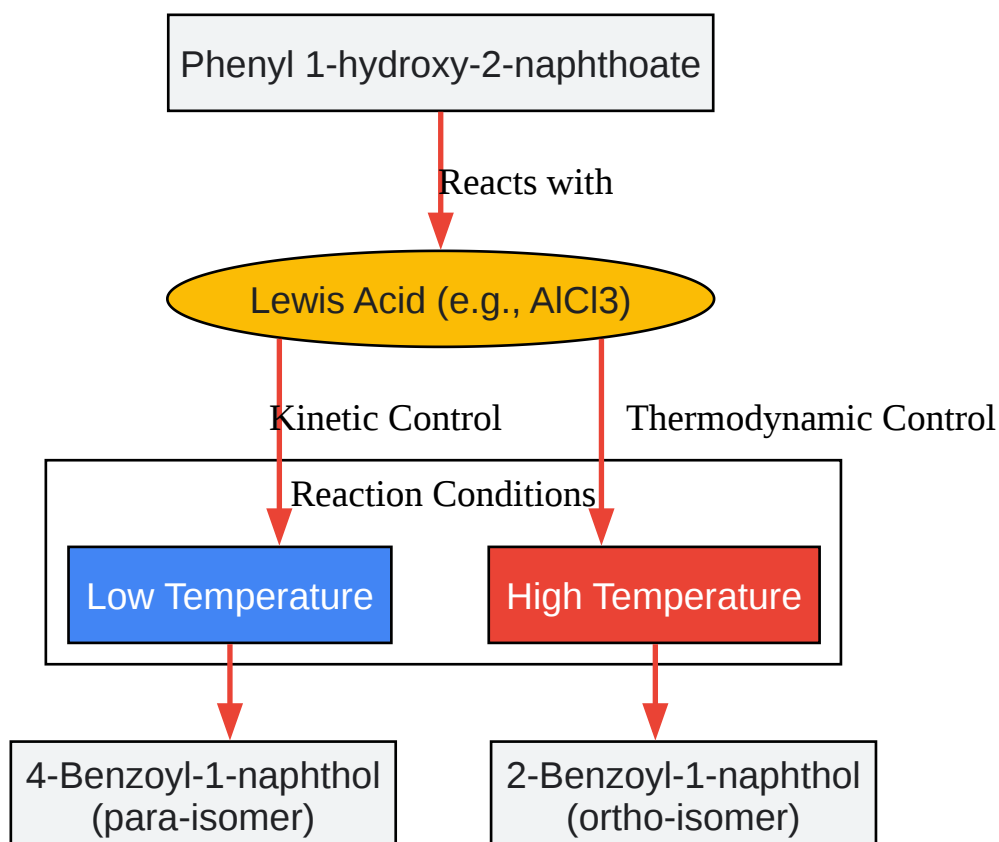 Phenyl 1-hydroxy-2-naphthoate
Reacts with
Lewis Acid (e.g., AlCl3)
Kinetic Control
Thermodynamic Control
Reaction Conditions
Low Temperature
High Temperature
4-Benzoyl-1-naphthol
(para-isomer)
2-Benzoyl-1-naphthol
(ortho-isomer)